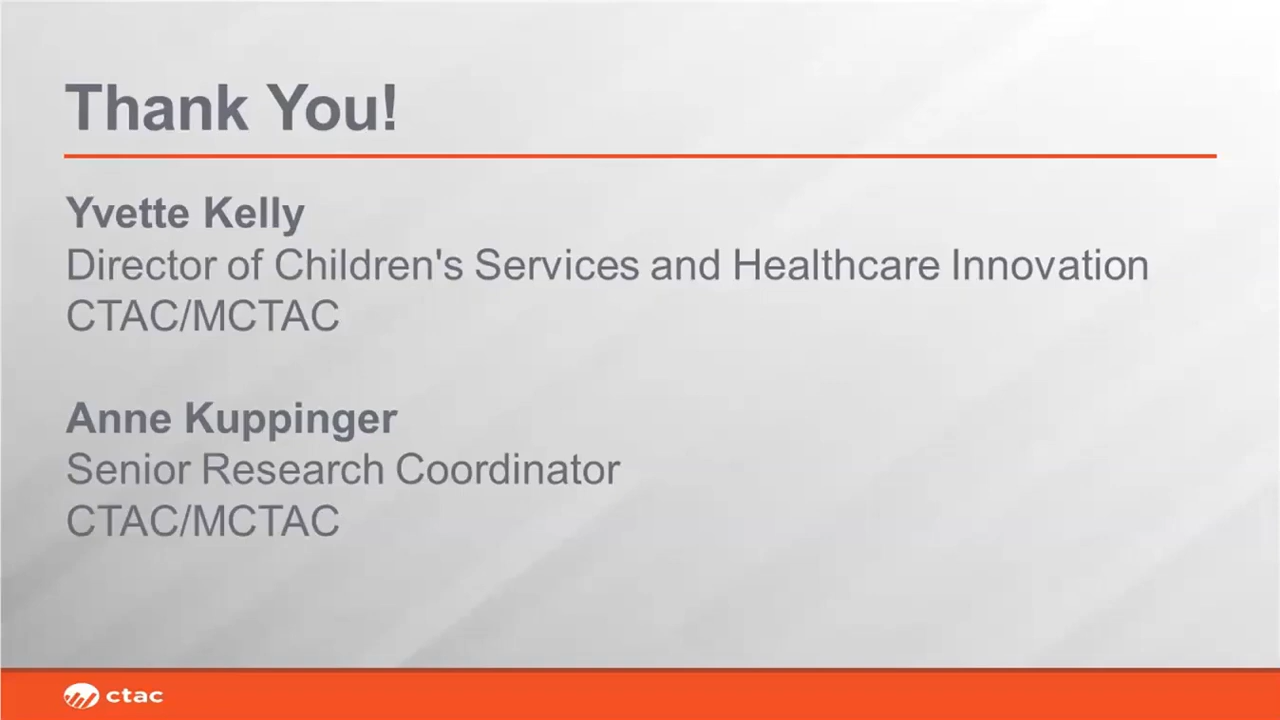 Thank You!
Yvette Kelly
Director of Children's Services and Healthcare Innovation
CTAC/MCTAC
Anne Kuppinger
Senior Research Coordinator
CTAC/MCTAC
ctac